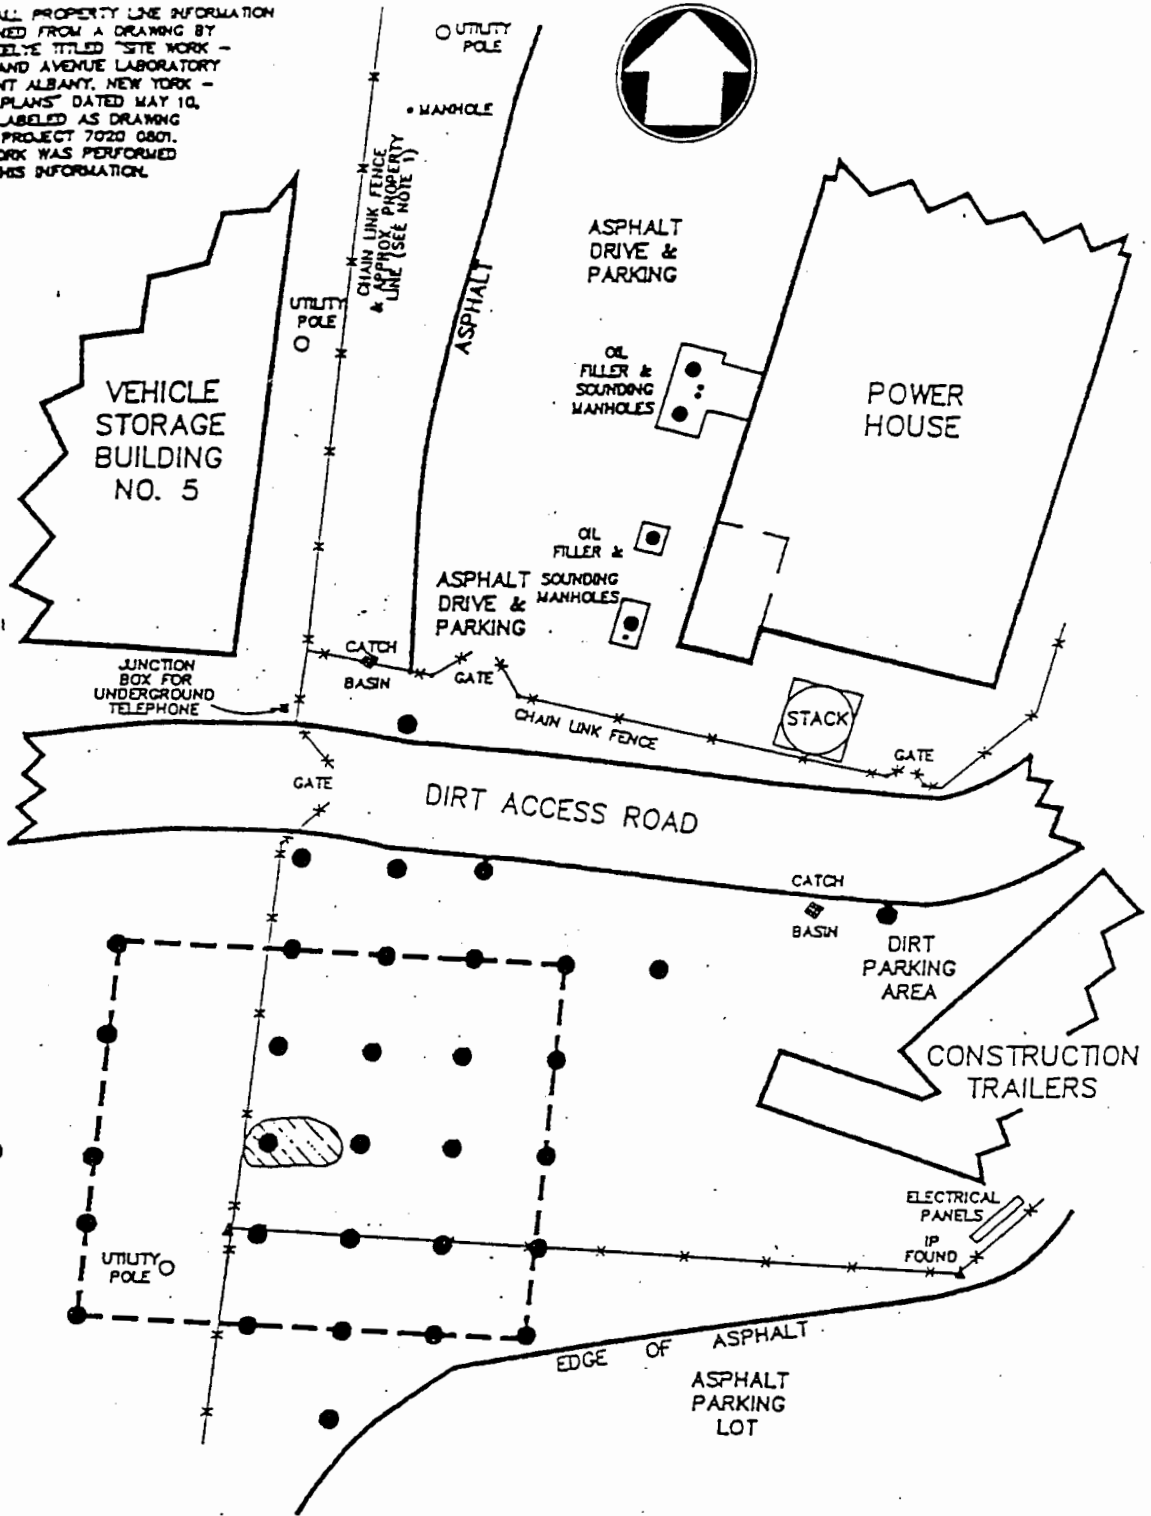 ALL PROPERTY LINE INFORMATION
FROM A DRAWING BY
TITLED "SITE WORK -
AND AVENUE LABORATORY
ALBANY, NEW YORK -
PLANS" DATED MAY 10,
LABELED AS DRAWING
PROJECT 7020 0801.
WORK WAS PERFORMED
THIS INFORMATION.
UTILITY
POLE
MANHOLE
CHAIN LINK FENCE
& APPROX. PROPERTY
LINE (SEE NOTE 1)
ASPHALT
ASPHALT
DRIVE &
PARKING
UTILITY
POLE
VEHICLE
STORAGE
BUILDING
NO. 5
OIL
FILLER &
SOUNDING
MANHOLES
POWER
HOUSE
OIL
FILLER &
SOUNDING
MANHOLES
ASPHALT
DRIVE &
PARKING
CATCH
BASIN
GATE
JUNCTION
BOX FOR
UNDERGROUND
TELEPHONE
CHAIN LINK FENCE
STACK
GATE
GATE
DIRT ACCESS ROAD
CATCH
BASIN
DIRT
PARKING
AREA
CONSTRUCTION
TRAILERS
ELECTRICAL
PANELS
IP
FOUND
UTILITY
POLE
EDGE OF ASPHALT
ASPHALT
PARKING
LOT